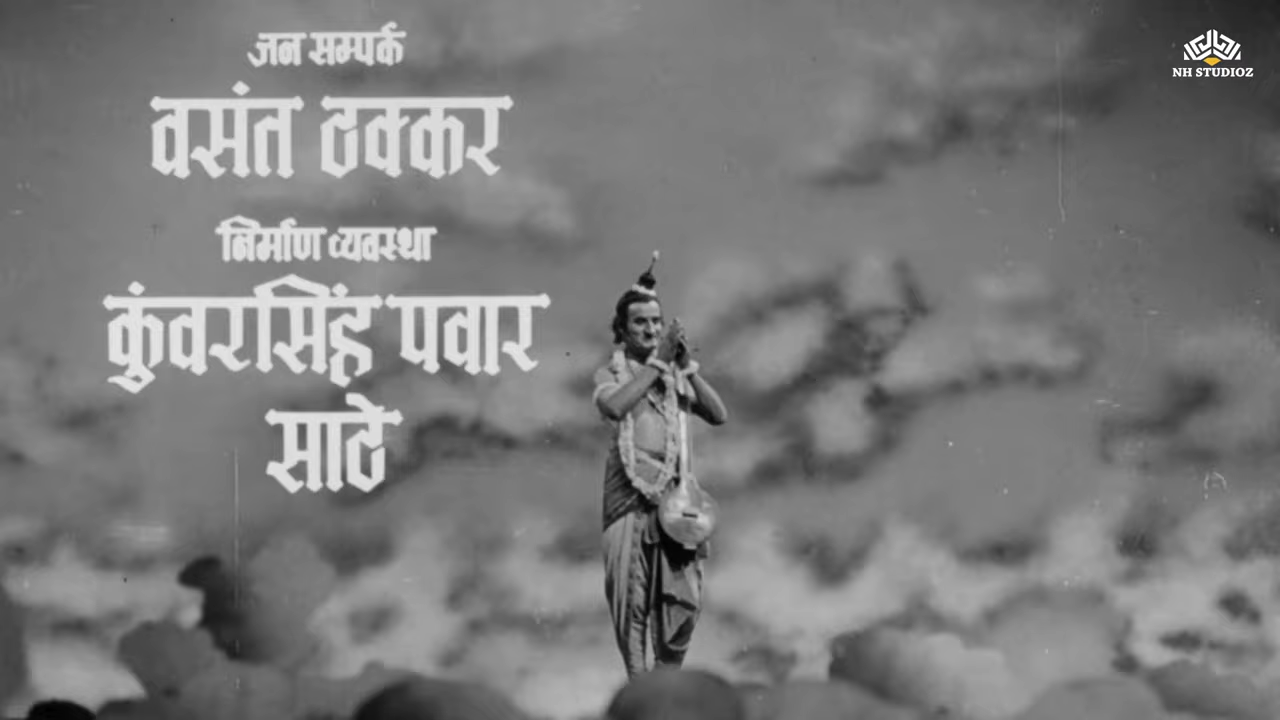 जन सम्पर्क
वसंत ठक्कर
निर्माण व्यवस्था
कुंवरसिंह पवार
साठे
NH STUDIOZ